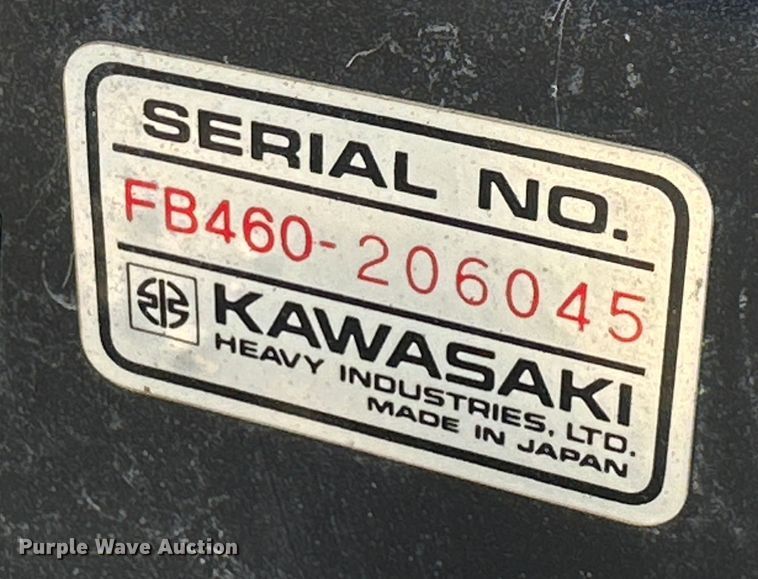 SERIAL NO.
FB460-206045
KAWASAKI
HEAVY INDUSTRIES, LTD.
MADE IN JAPAN
Purple Wave Auction